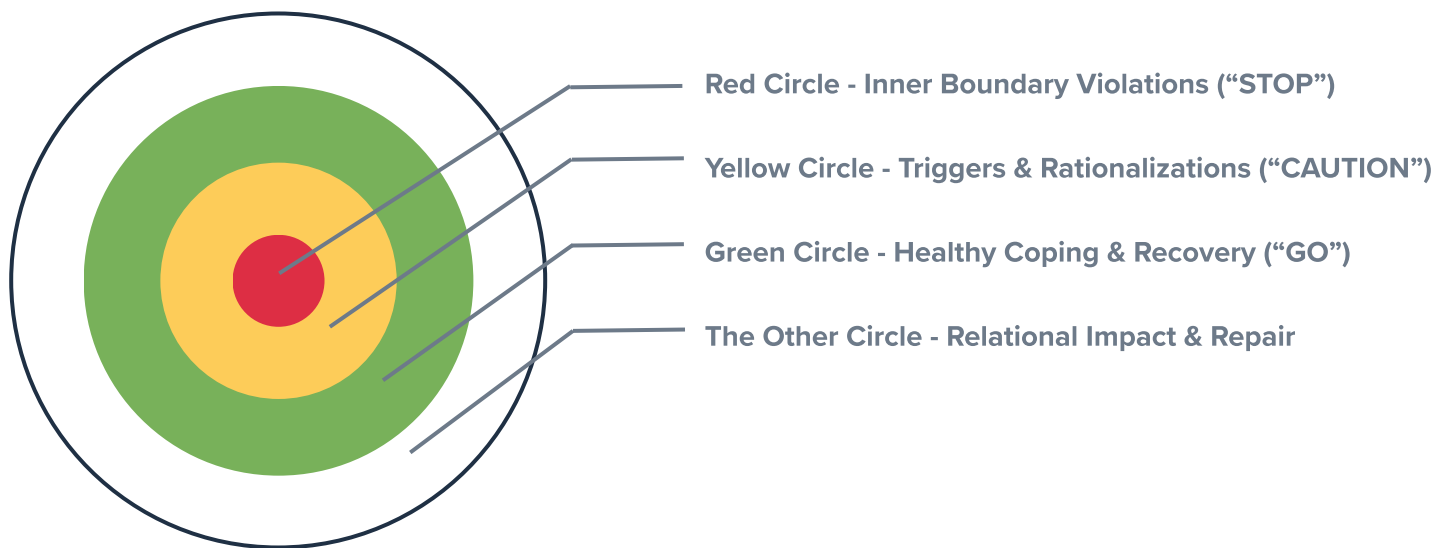 Red Circle - Inner Boundary Violations (“STOP”)
Yellow Circle - Triggers & Rationalizations (“CAUTION”)
Green Circle - Healthy Coping & Recovery (“GO”)
The Other Circle - Relational Impact & Repair